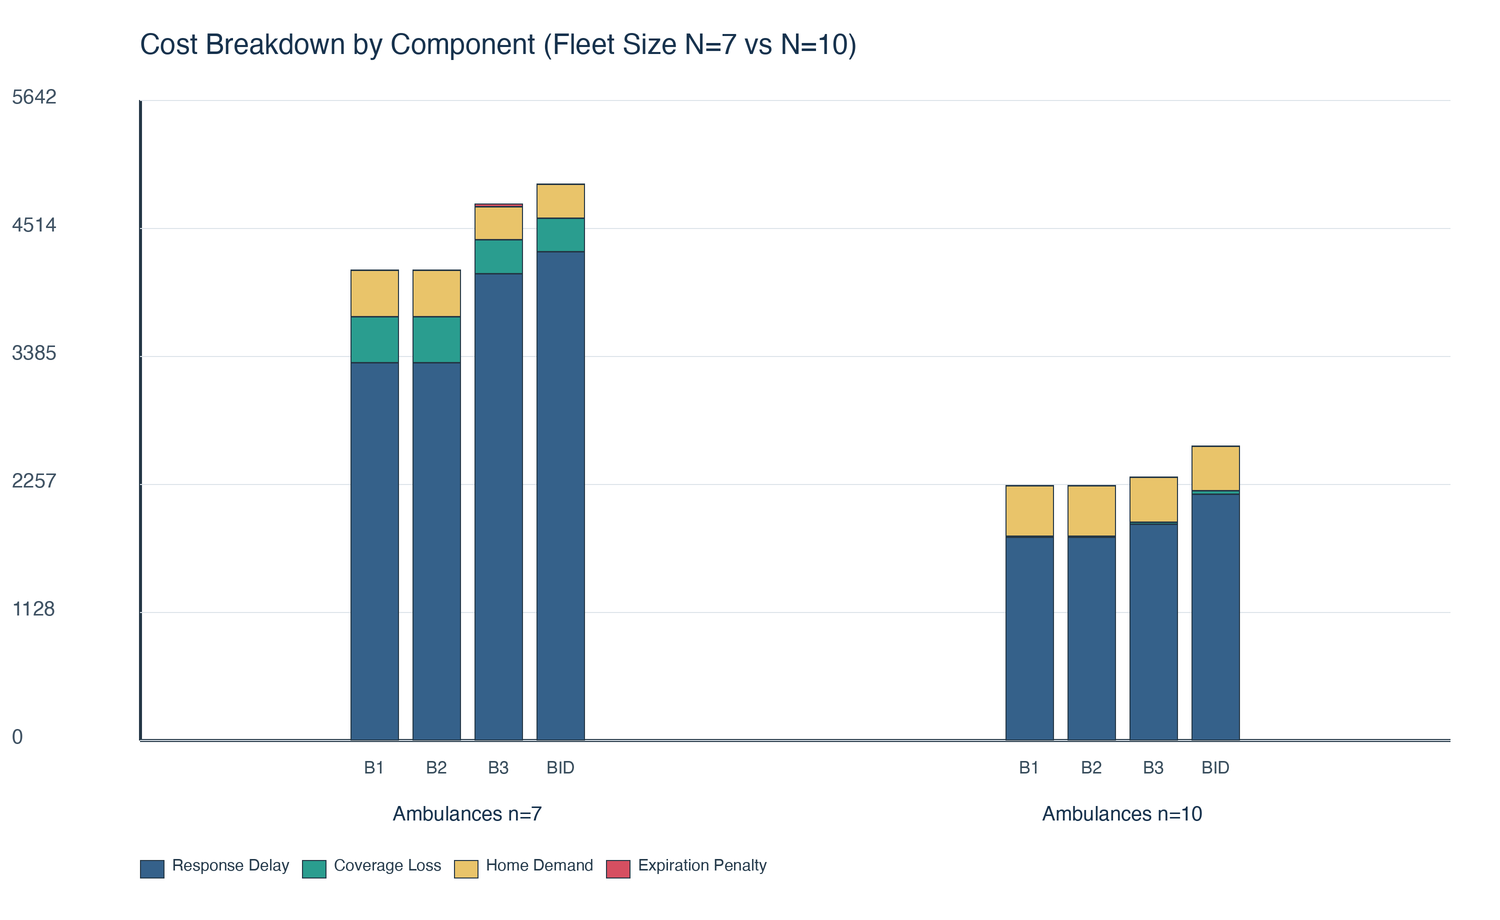 Cost Breakdown by Component (Fleet Size N=7 vs N=10)
5642
4514
3385
2257
1128
0
B1 B2 B3 BID B1 B2 B3 BID
Ambulances n=7 Ambulances n=10
Response Delay Coverage Loss Home Demand Expiration Penalty